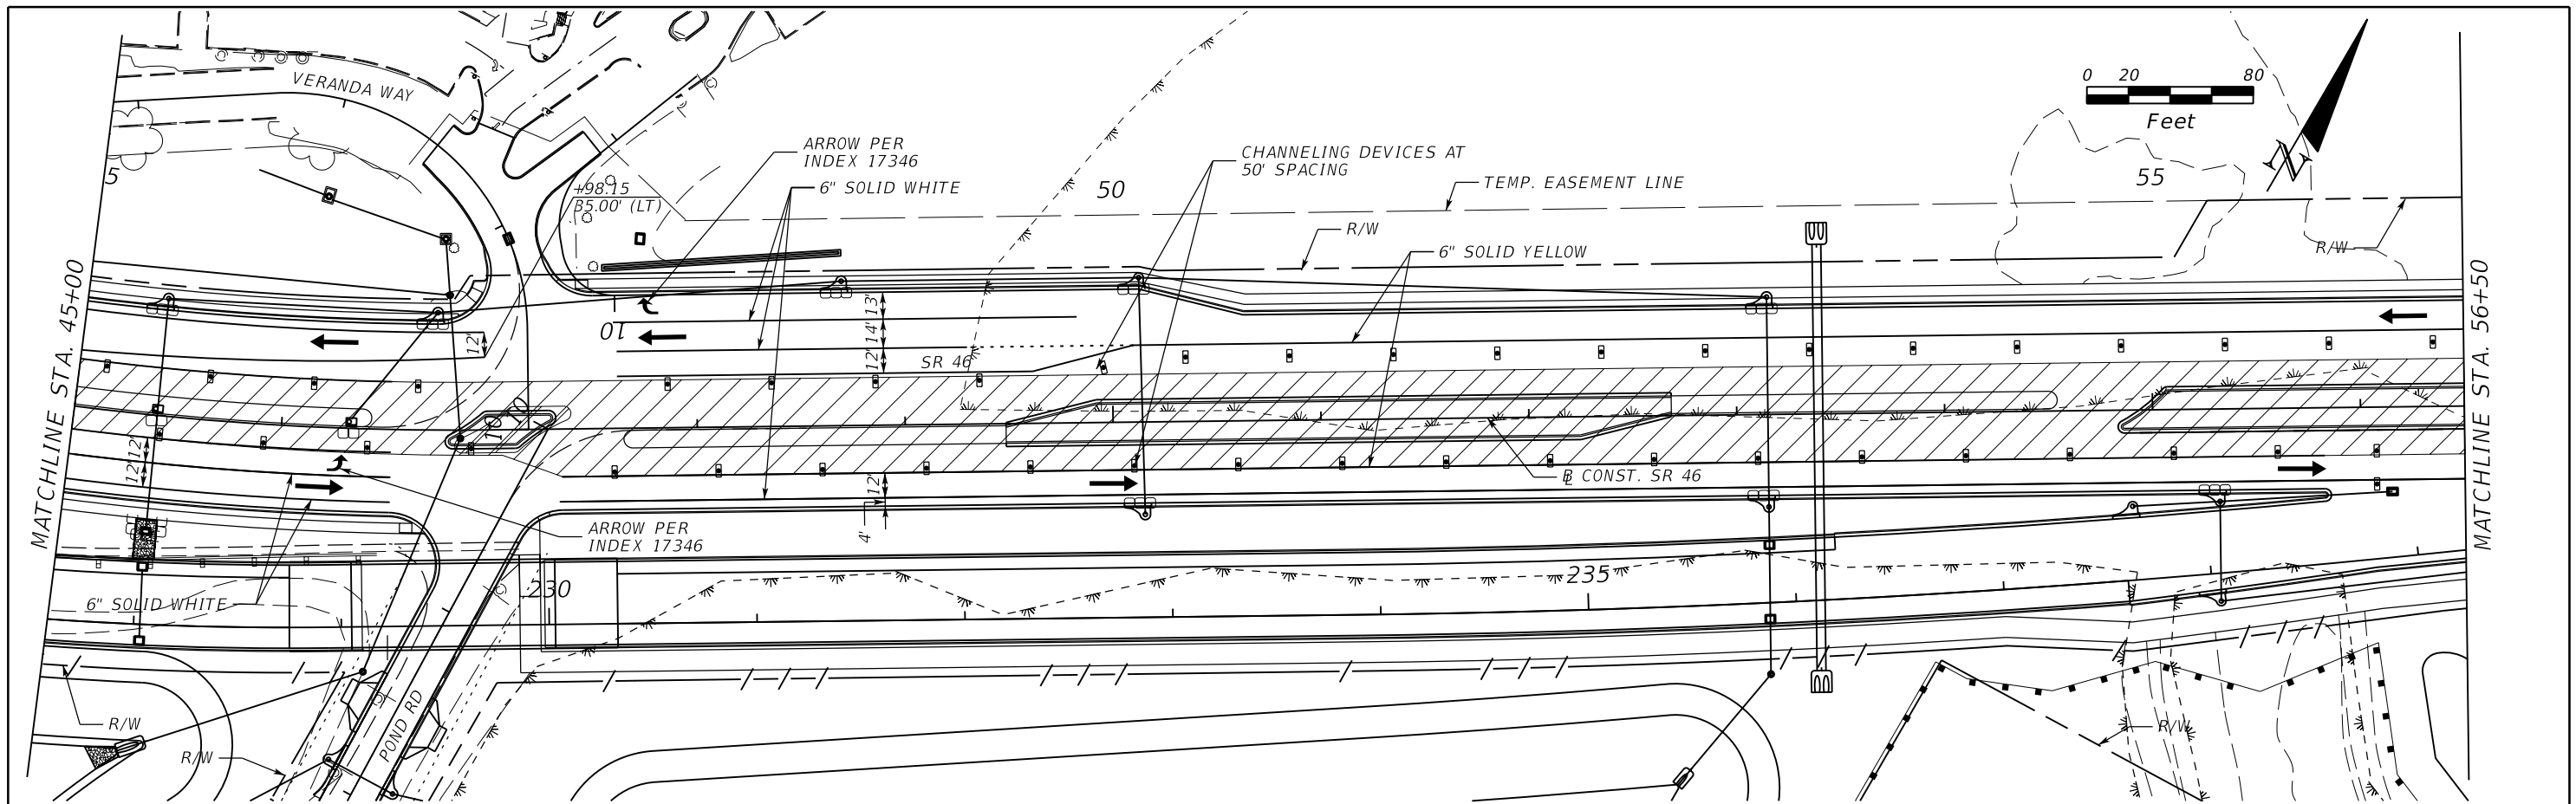 VERANDA WAY
0 20 80
Feet
N
ARROW PER
INDEX 17346
CHANNELING DEVICES AT
50' SPACING
5
+98.15
35.00' (LT)
6" SOLID WHITE
50
TEMP. EASEMENT LINE
55
R/W
6" SOLID YELLOW
R/W
MATCHLINE STA. 45+00
MATCHLINE STA. 56+50
13'
14'
12'
12'
10
SR 46
10
12'
12'
12'
4'
B CONST. SR 46
ARROW PER
INDEX 17346
230
235
6" SOLID WHITE
R/W
R/W
POND RD
R/W